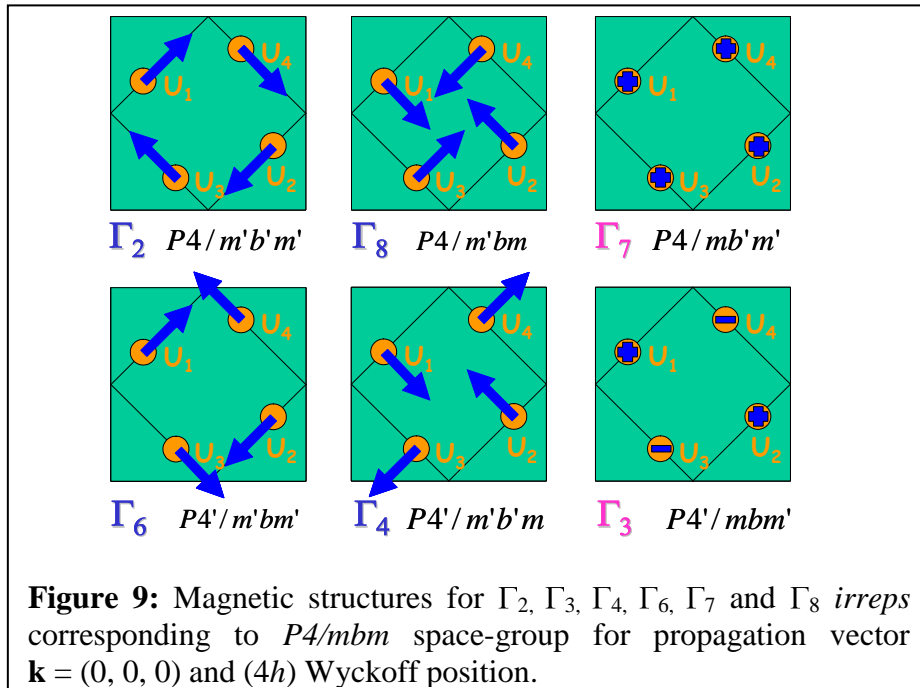 U₁ U₄ U₃ U₂
Γ₂ P4/m'b'm'
U₁ U₄ U₃ U₂
Γ₈ P4/m'bm
U₁ U₄ U₃ U₂
Γ₇ P4/mb'm'
U₁ U₄ U₃ U₂
Γ₆ P4'/m'bm'
U₁ U₄ U₃ U₂
Γ₄ P4'/m'b'm
U₁ U₄ U₃ U₂
Γ₃ P4'/mbm'
Figure 9: Magnetic structures for Γ₂, Γ₃, Γ₄, Γ₆, Γ₇ and Γ₈ irreps
corresponding to P4/mbm space-group for propagation vector
k = (0, 0, 0) and (4h) Wyckoff position.